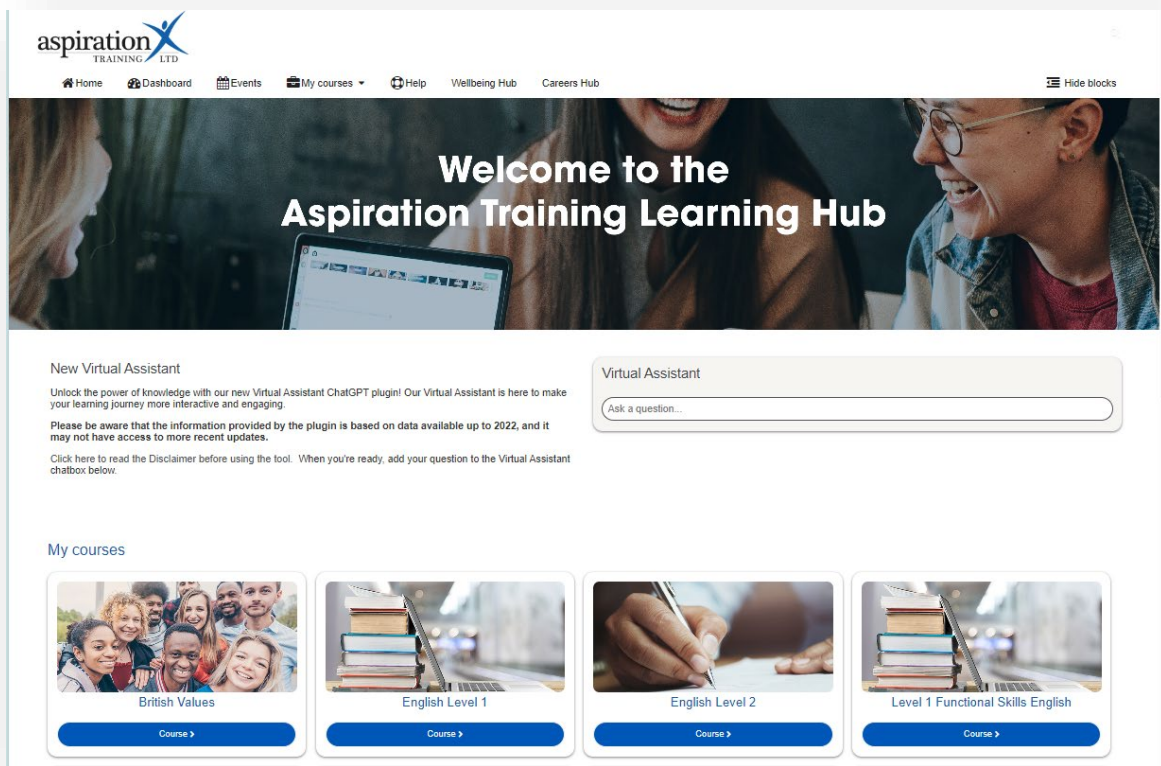 aspiration
TRAINING LTD
Home Dashboard Events My courses Help Wellbeing Hub Careers Hub Hide blocks
Welcome to the
Aspiration Training Learning Hub
New Virtual Assistant
Unlock the power of knowledge with our new Virtual Assistant ChatGPT plugin! Our Virtual Assistant is here to make
your learning journey more interactive and engaging.
Please be aware that the information provided by the plugin is based on data available up to 2022, and it
may not have access to more recent updates.
Click here to read the Disclaimer before using the tool. When you're ready, add your question to the Virtual Assistant
chatbox below.
Virtual Assistant
Ask a question...
My courses
British Values
Course
English Level 1
Course
English Level 2
Course
Level 1 Functional Skills English
Course